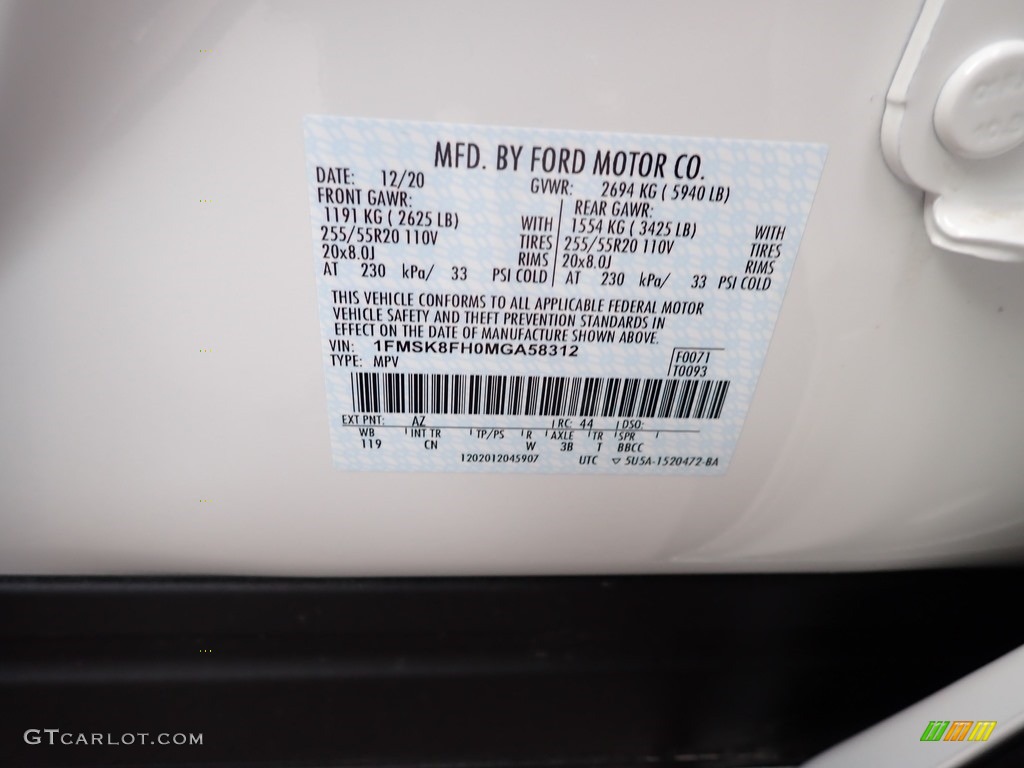 MFD. BY FORD MOTOR CO.
DATE: 12/20 GVWR: 2694 KG ( 5940 LB)
FRONT GAWR: REAR GAWR:
1191 KG ( 2625 LB) WITH 1554 KG ( 3425 LB) WITH
255/55R20 110V TIRES 255/55R20 110V TIRES
20x8.0J RIMS 20x8.0J RIMS
AT 230 kPa/ 33 PSI COLD AT 230 kPa/ 33 PSI COLD
THIS VEHICLE CONFORMS TO ALL APPLICABLE FEDERAL MOTOR
VEHICLE SAFETY AND THEFT PREVENTION STANDARDS IN
EFFECT ON THE DATE OF MANUFACTURE SHOWN ABOVE.
VIN: 1FMSK8FH0MGA58312 F0071
TYPE: MPV T0093
EXT PNT: AZ RC: 44 DSO:
WB INT TR TP/PS R AXLE TR SPR
119 CN W 3B T BBCC
1202012045907 UTC ▽ 5U5A-1520472-BA
GTCARLOT.COM